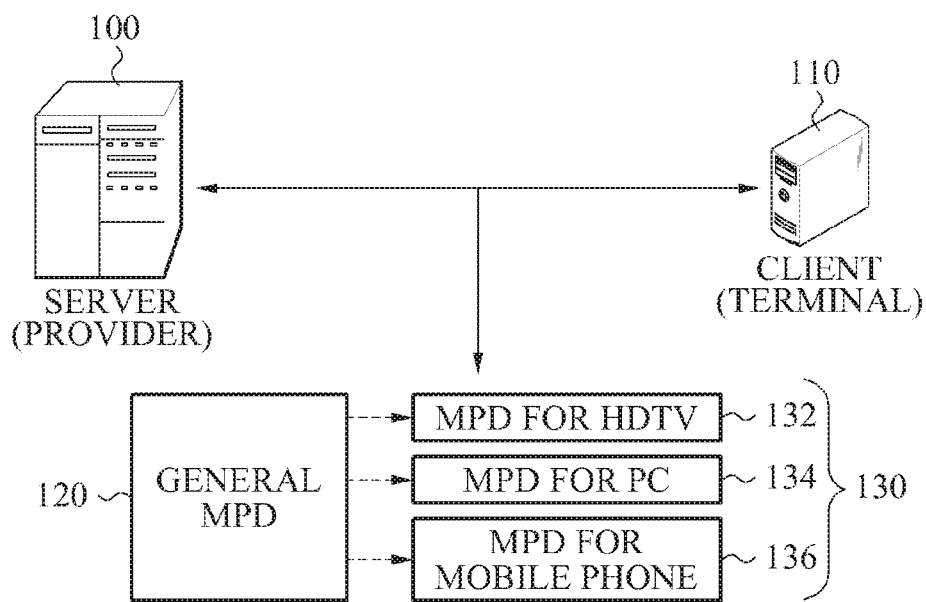 100
110
SERVER
(PROVIDER)
CLIENT
(TERMINAL)
120
GENERAL
MPD
MPD FOR HDTV
132
MPD FOR PC
134
130
MPD FOR
MOBILE PHONE
136